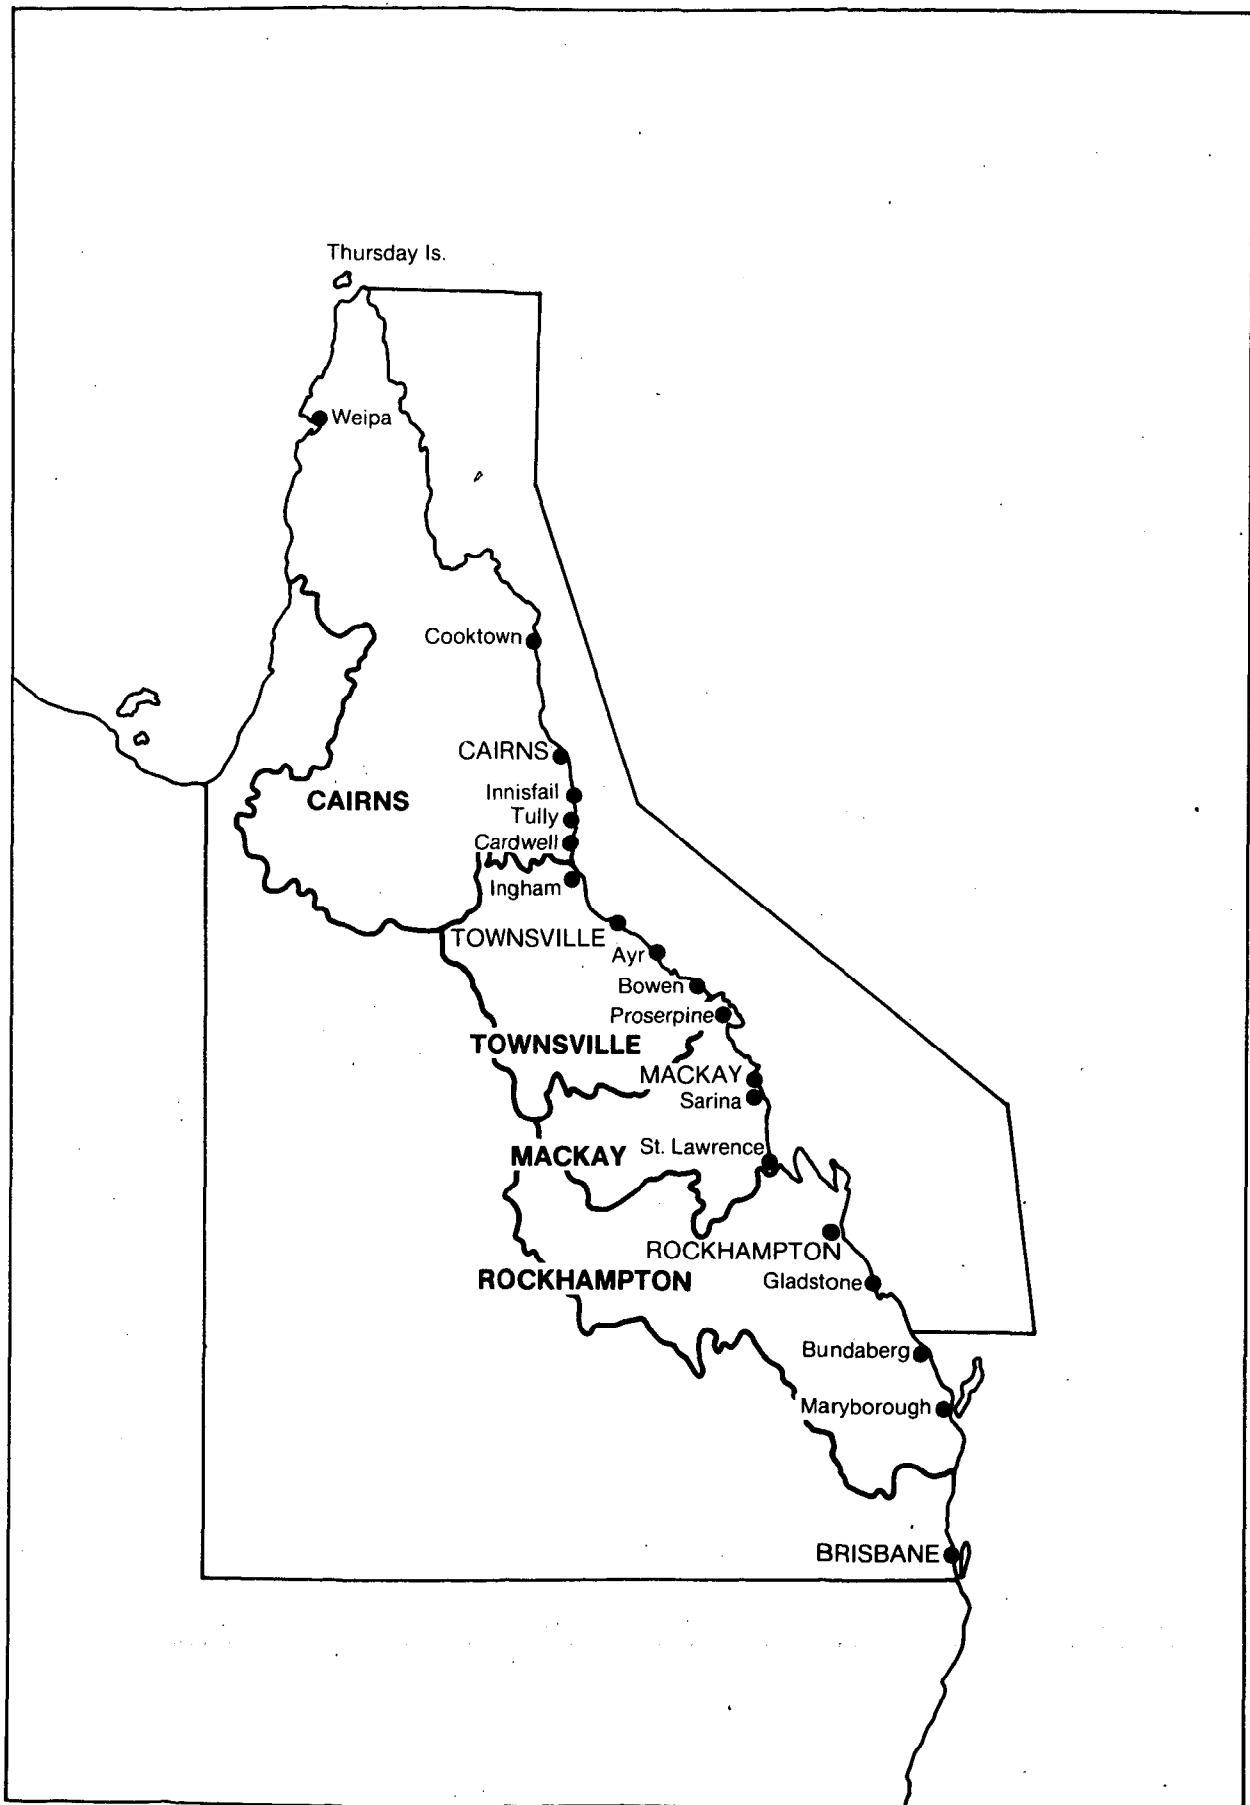 Thursday Is.
Weipa
Cooktown
CAIRNS
Innisfail
CAIRNS
Tully
Cardwell
Ingham
TOWNSVILLE
Ayr
Bowen
Proserpine
TOWNSVILLE
MACKAY
Sarina
St. Lawrence
MACKAY
ROCKHAMPTON
Gladstone
ROCKHAMPTON
Bundaberg
Maryborough
BRISBANE